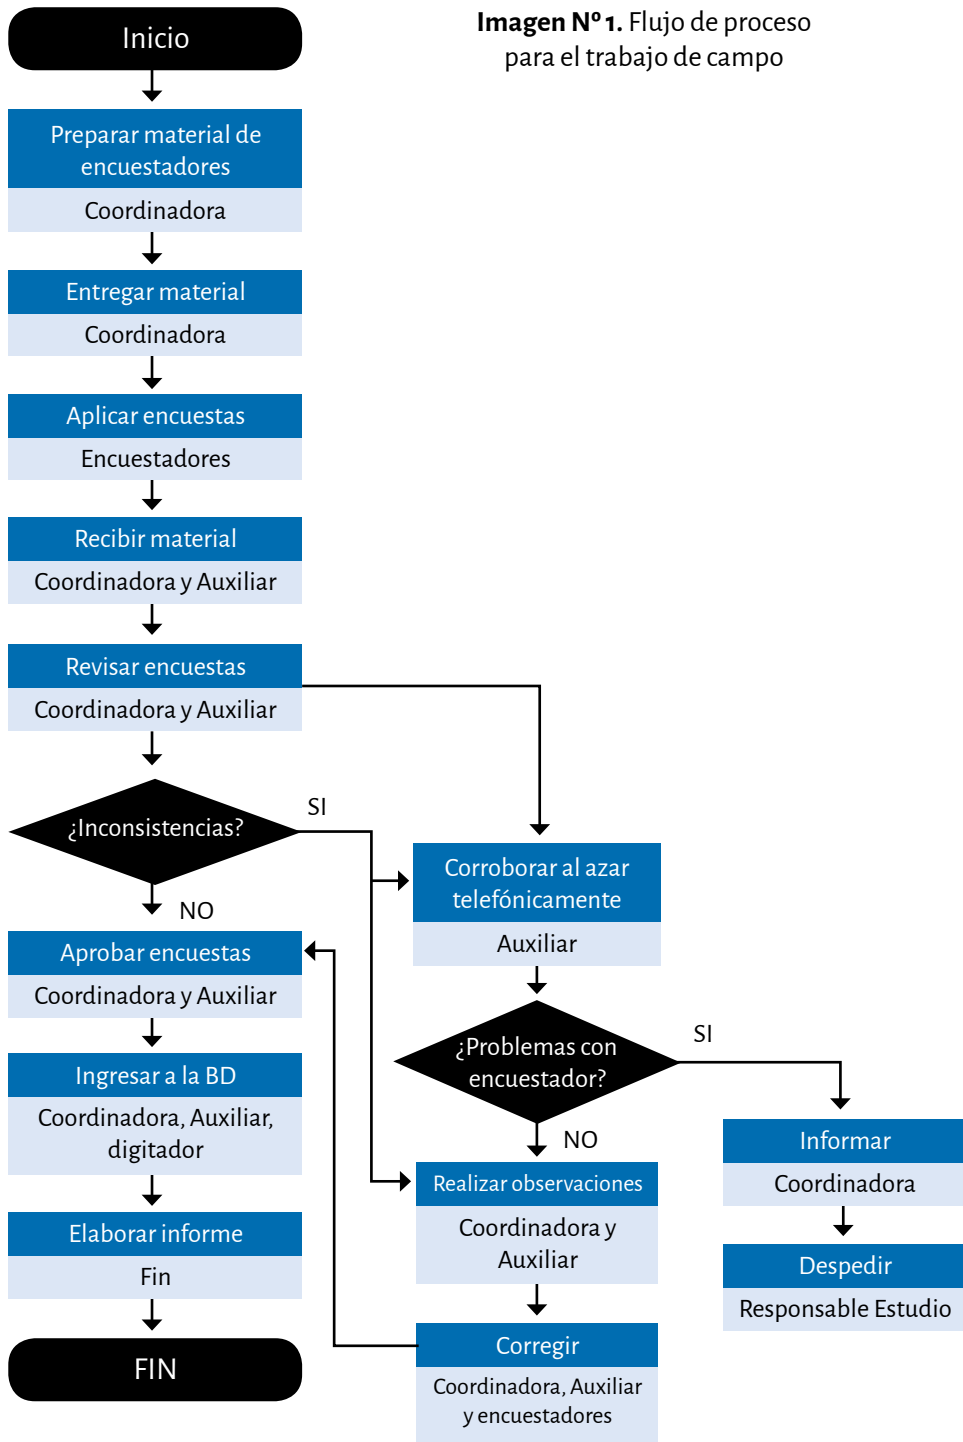 Imagen Nº 1. Flujo de proceso
para el trabajo de campo
Inicio
Preparar material de
encuestadores
Coordinadora
Entregar material
Coordinadora
Aplicar encuestas
Encuestadores
Recibir material
Coordinadora y Auxiliar
Revisar encuestas
Coordinadora y Auxiliar
¿Inconsistencias?
SI
NO
Aprobar encuestas
Coordinadora y Auxiliar
Ingresar a la BD
Coordinadora, Auxiliar,
digitador
Elaborar informe
Fin
FIN
Corroborar al azar
telefónicamente
Auxiliar
¿Problemas con
encuestador?
SI
NO
Realizar observaciones
Coordinadora y
Auxiliar
Corregir
Coordinadora, Auxiliar
y encuestadores
Informar
Coordinadora
Despedir
Responsable Estudio